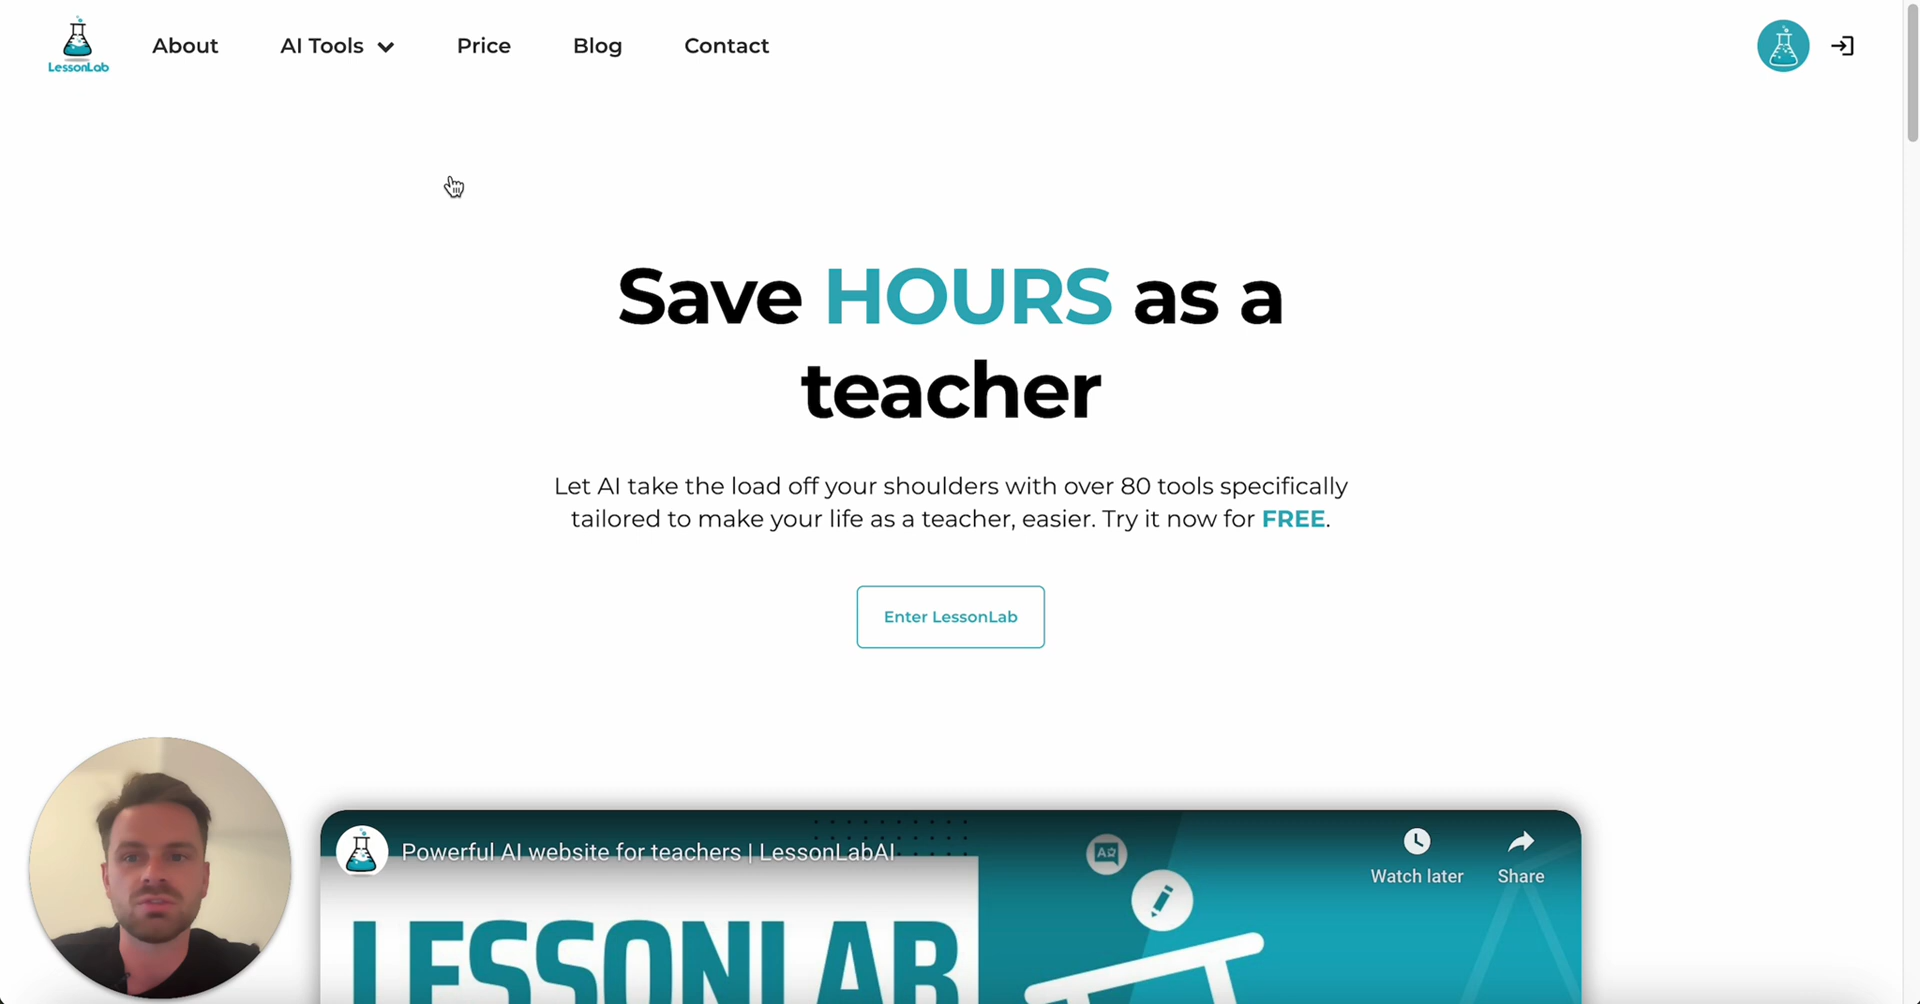 LessonLab
About
AI Tools
Price
Blog
Contact
Save HOURS as a
teacher
Let AI take the load off your shoulders with over 80 tools specifically
tailored to make your life as a teacher, easier. Try it now for FREE.
Enter LessonLab
Powerful AI website for teachers | LessonLabAI
Watch later
Share
LESSONLAB